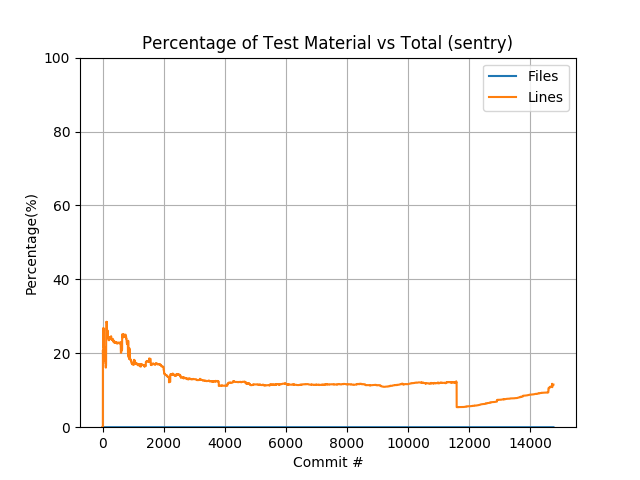 Percentage of Test Material vs Total (sentry)
Files
Lines
100
80
60
40
20
0
Percentage(%)
0 2000 4000 6000 8000 10000 12000 14000
Commit #